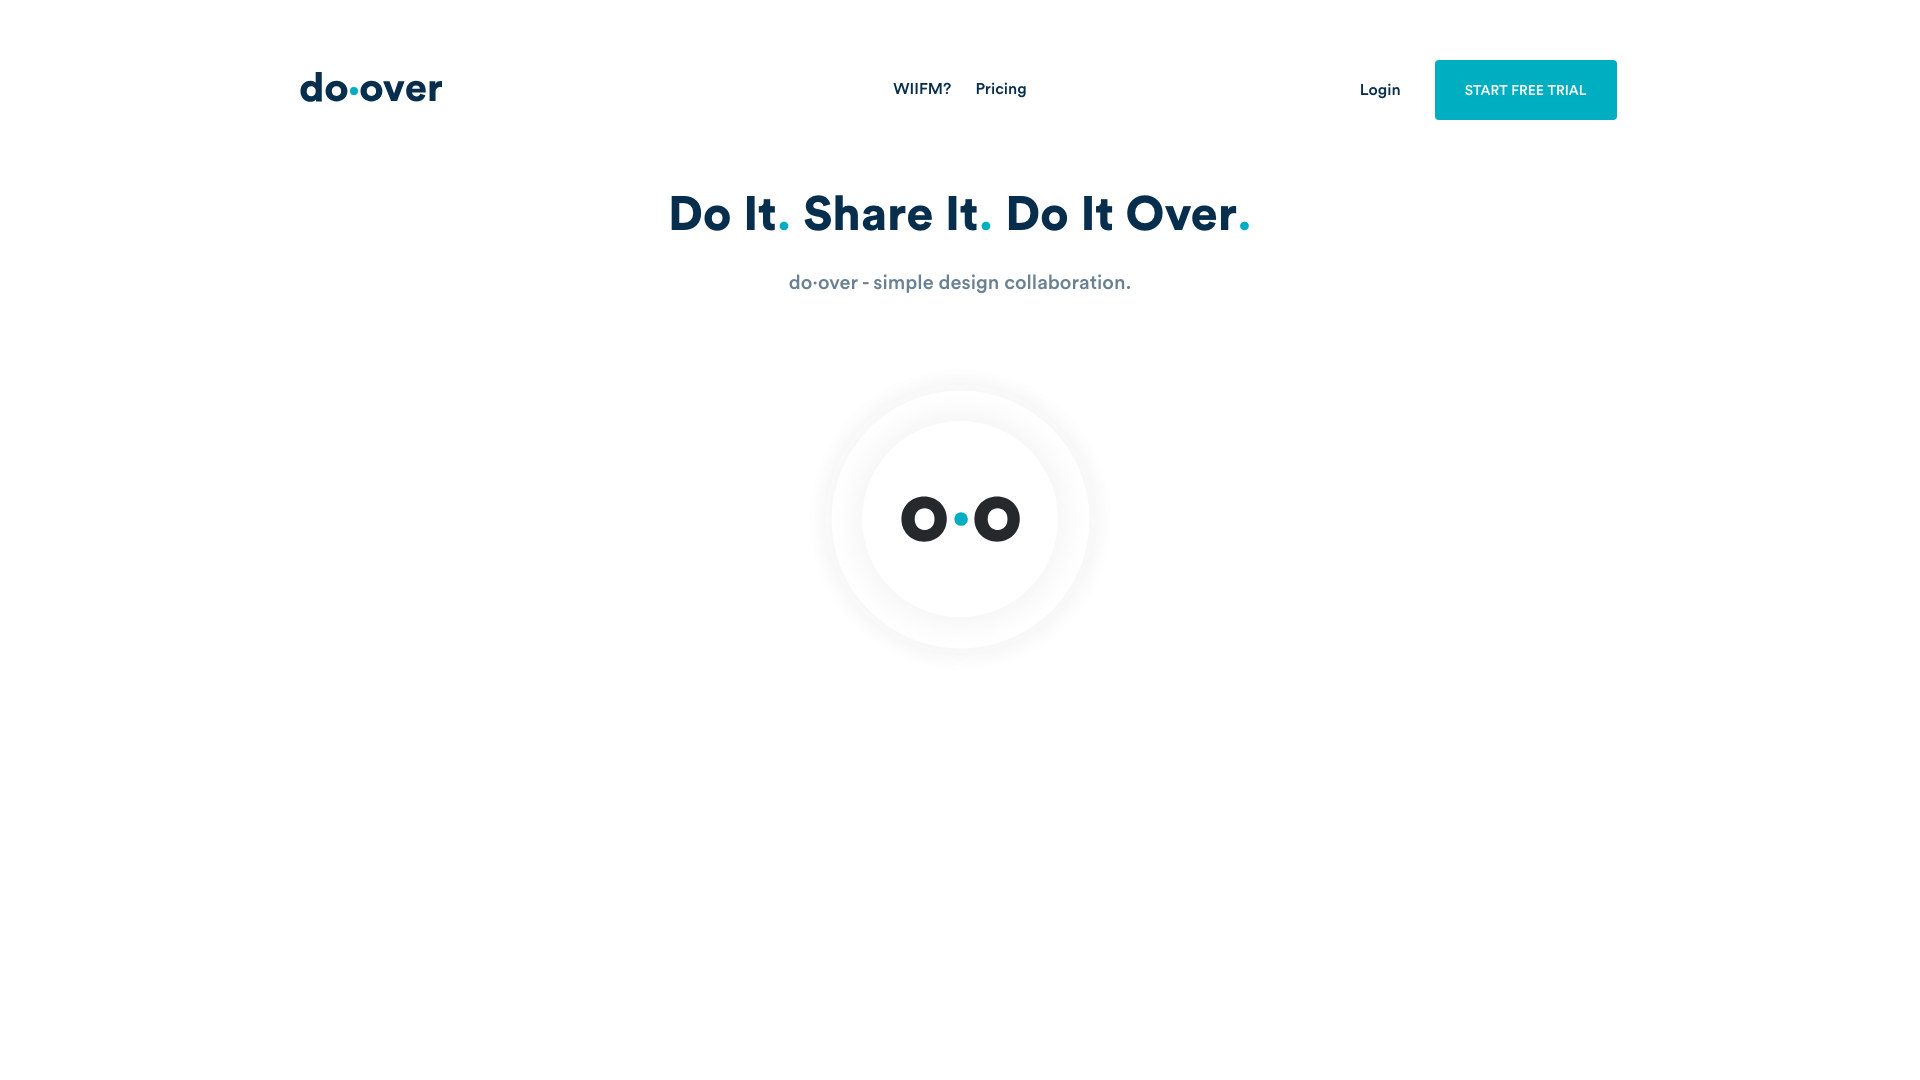 do·over
WIIFM? Pricing
Login
START FREE TRIAL
Do It. Share It. Do It Over.
do·over - simple design collaboration.
o·o